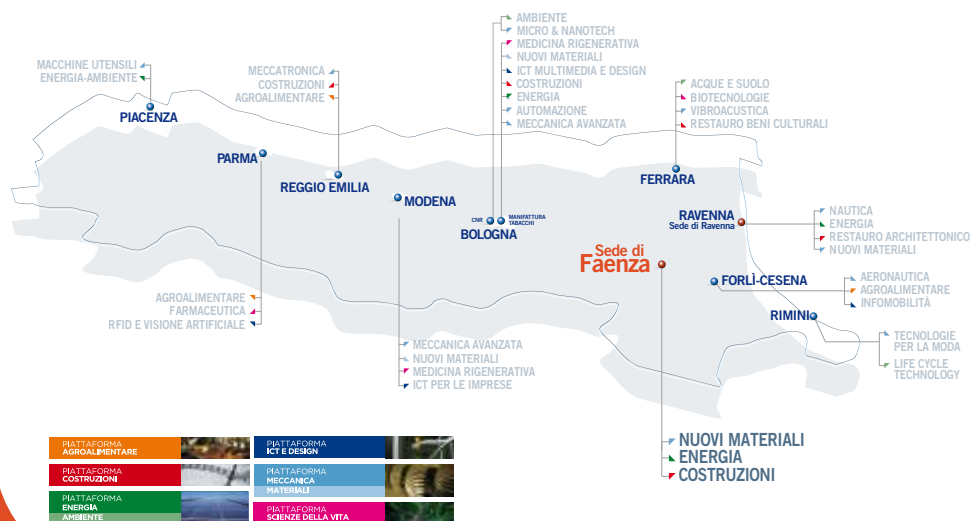 AMBIENTE
MICRO & NANOTECH
MEDICINA RIGENERATIVA
NUOVI MATERIALI
ICT MULTIMEDIA E DESIGN
COSTRUZIONI
ENERGIA
AUTOMAZIONE
MECCANICA AVANZATA
MACCHINE UTENSILI
ENERGIA-AMBIENTE
PIACENZA
MECCATRONICA
COSTRUZIONI
AGROALIMENTARE
ACQUE E SUOLO
BIOTECNOLOGIE
VIBROACUSTICA
RESTAURO BENI CULTURALI
PARMA
REGGIO EMILIA
MODENA
CNR
MANIFATTURA
TABACCHI
BOLOGNA
FERRARA
RAVENNA
Sede di Ravenna
NAUTICA
ENERGIA
RESTAURO ARCHITETTONICO
NUOVI MATERIALI
Sede di
Faenza
FORLÌ-CESENA
AERONAUTICA
AGROALIMENTARE
INFOMOBILITÀ
RIMINI
TECNOLOGIE
PER LA MODA
LIFE CYCLE
TECHNOLOGY
AGROALIMENTARE
FARMACEUTICA
RFID E VISIONE ARTIFICIALE
MECCANICA AVANZATA
NUOVI MATERIALI
MEDICINA RIGENERATIVA
ICT PER LE IMPRESE
NUOVI MATERIALI
ENERGIA
COSTRUZIONI
PIATTAFORMA
AGROALIMENTARE
PIATTAFORMA
COSTRUZIONI
PIATTAFORMA
ENERGIA
AMBIENTE
PIATTAFORMA
ICT E DESIGN
PIATTAFORMA
MECCANICA
MATERIALI
PIATTAFORMA
SCIENZE DELLA VITA